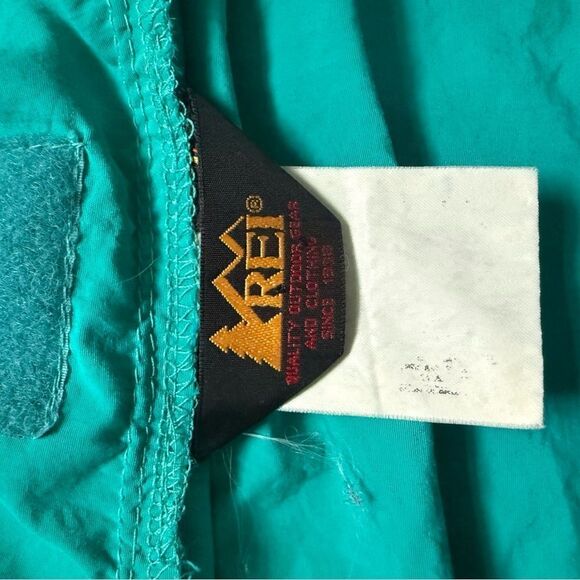 REI®
QUALITY OUTDOOR GEAR
AND CLOTHING
SINCE 1938